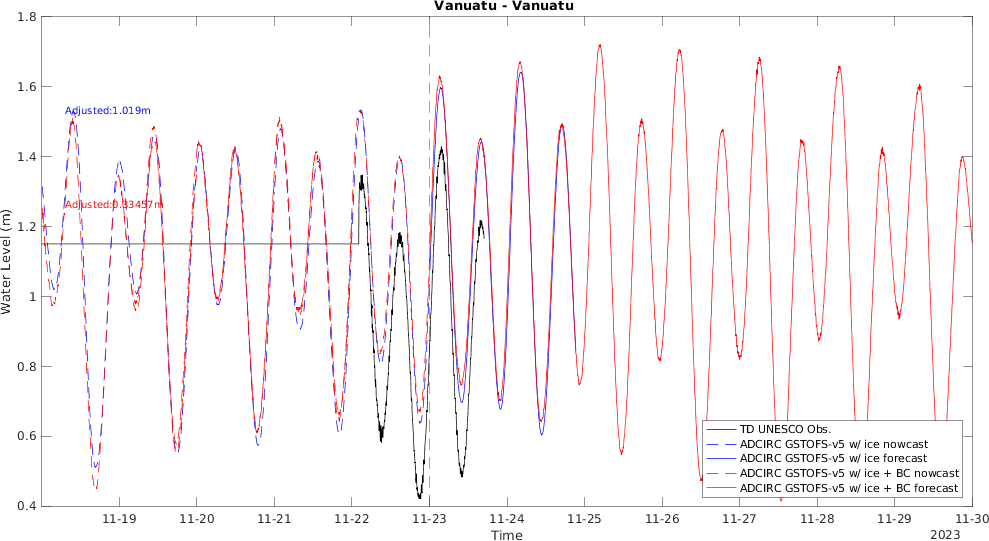 Vanuatu - Vanuatu
1.8
1.6
1.4
1.2
1
0.8
0.6
0.4
Water Level (m)
Adjusted:1.019m
Adjusted:0.33457m
TD UNESCO Obs.
ADCIRC GSTOFS-v5 w/ ice nowcast
ADCIRC GSTOFS-v5 w/ ice forecast
ADCIRC GSTOFS-v5 w/ ice + BC nowcast
ADCIRC GSTOFS-v5 w/ ice + BC forecast
11-19 11-20 11-21 11-22 11-23 11-24 11-25 11-26 11-27 11-28 11-29 11-30
Time
2023